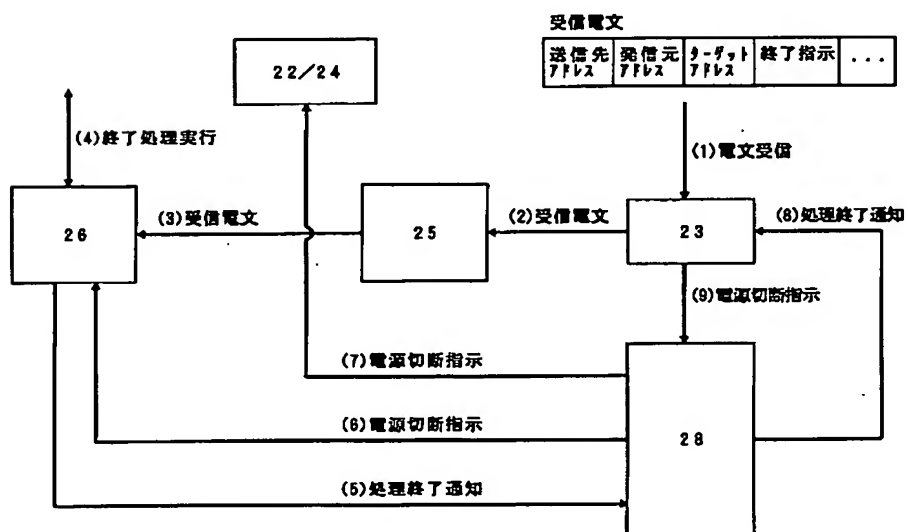 受信電文
送信先アドレス 発信元アドレス ターゲットアドレス 終了指示 ...
22/24
(4)終了処理実行
(1)電文受信
(3)受信電文
(2)受信電文
(8)処理終了通知
26
25
23
(9)電源切断指示
(7)電源切断指示
(6)電源切断指示
28
(5)処理終了通知